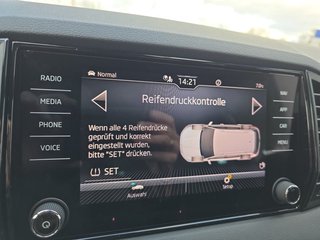 Normal
14:21
RADIO
MEDIA
PHONE
VOICE
NAV
APP
CAR
MENU
Reifendruckkontrolle
Wenn alle 4 Reifendrücke
geprüft und korrekt
eingestellt wurden,
bitte "SET" drücken.
SET
Auswahl
Setup